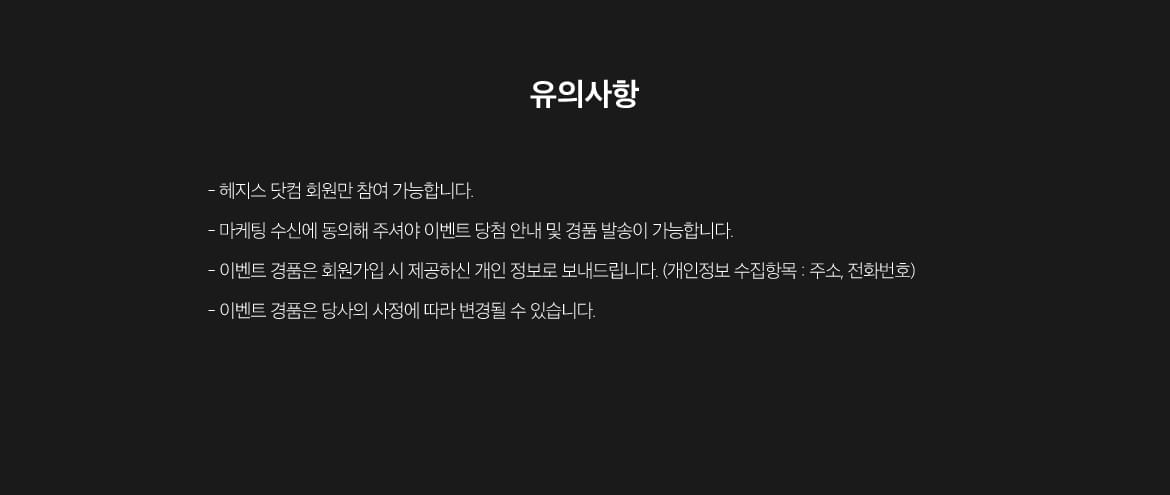 유의사항
- 헤지스 닷컴 회원만 참여 가능합니다.
- 마케팅 수신에 동의해 주셔야 이벤트 당첨 안내 및 경품 발송이 가능합니다.
- 이벤트 경품은 회원가입 시 제공하신 개인 정보로 보내드립니다. (개인정보 수집항목 : 주소, 전화번호)
- 이벤트 경품은 당사의 사정에 따라 변경될 수 있습니다.